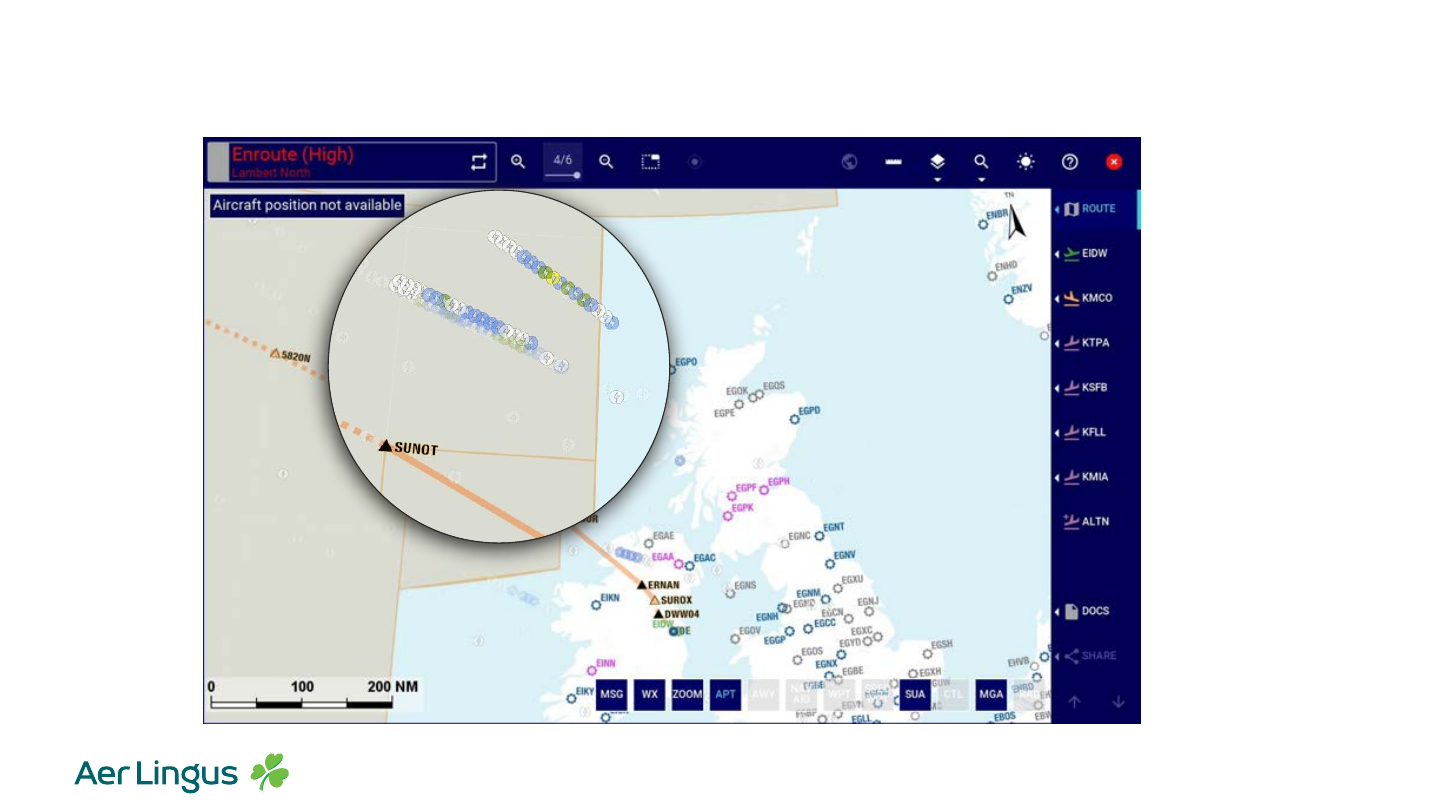 Enroute (High)
Lambert North
4/6
Aircraft position not available
TN
ENBR
ROUTE
EIDW
ENHD
ENZV
KMCO
KTPA
5820N
EGPO
EGOK
EGQS
EGPE
EGPD
KSFB
KFLL
SUNOT
KMIA
EGPF
EGPH
EGPK
ALTN
EGNT
EGAE
EGNC
EGAA
EGAC
EGNV
ERNAN
EGNS
EGXU
EIKN
SUROX
EGNM
EGNJ
DWW04
EGNH
EGCN
DOCS
EIDW
EGOV
EGCC
EGXC
EGGP
EGYD
EGSH
EGOS
SHARE
EINN
EGNX
EGBE
EGXH
EHVB
0 100 200 NM
EIKY
MSG WX ZOOM APT AWY WPT SUA CTL MGA
EGLL
EBOS
Aer Lingus